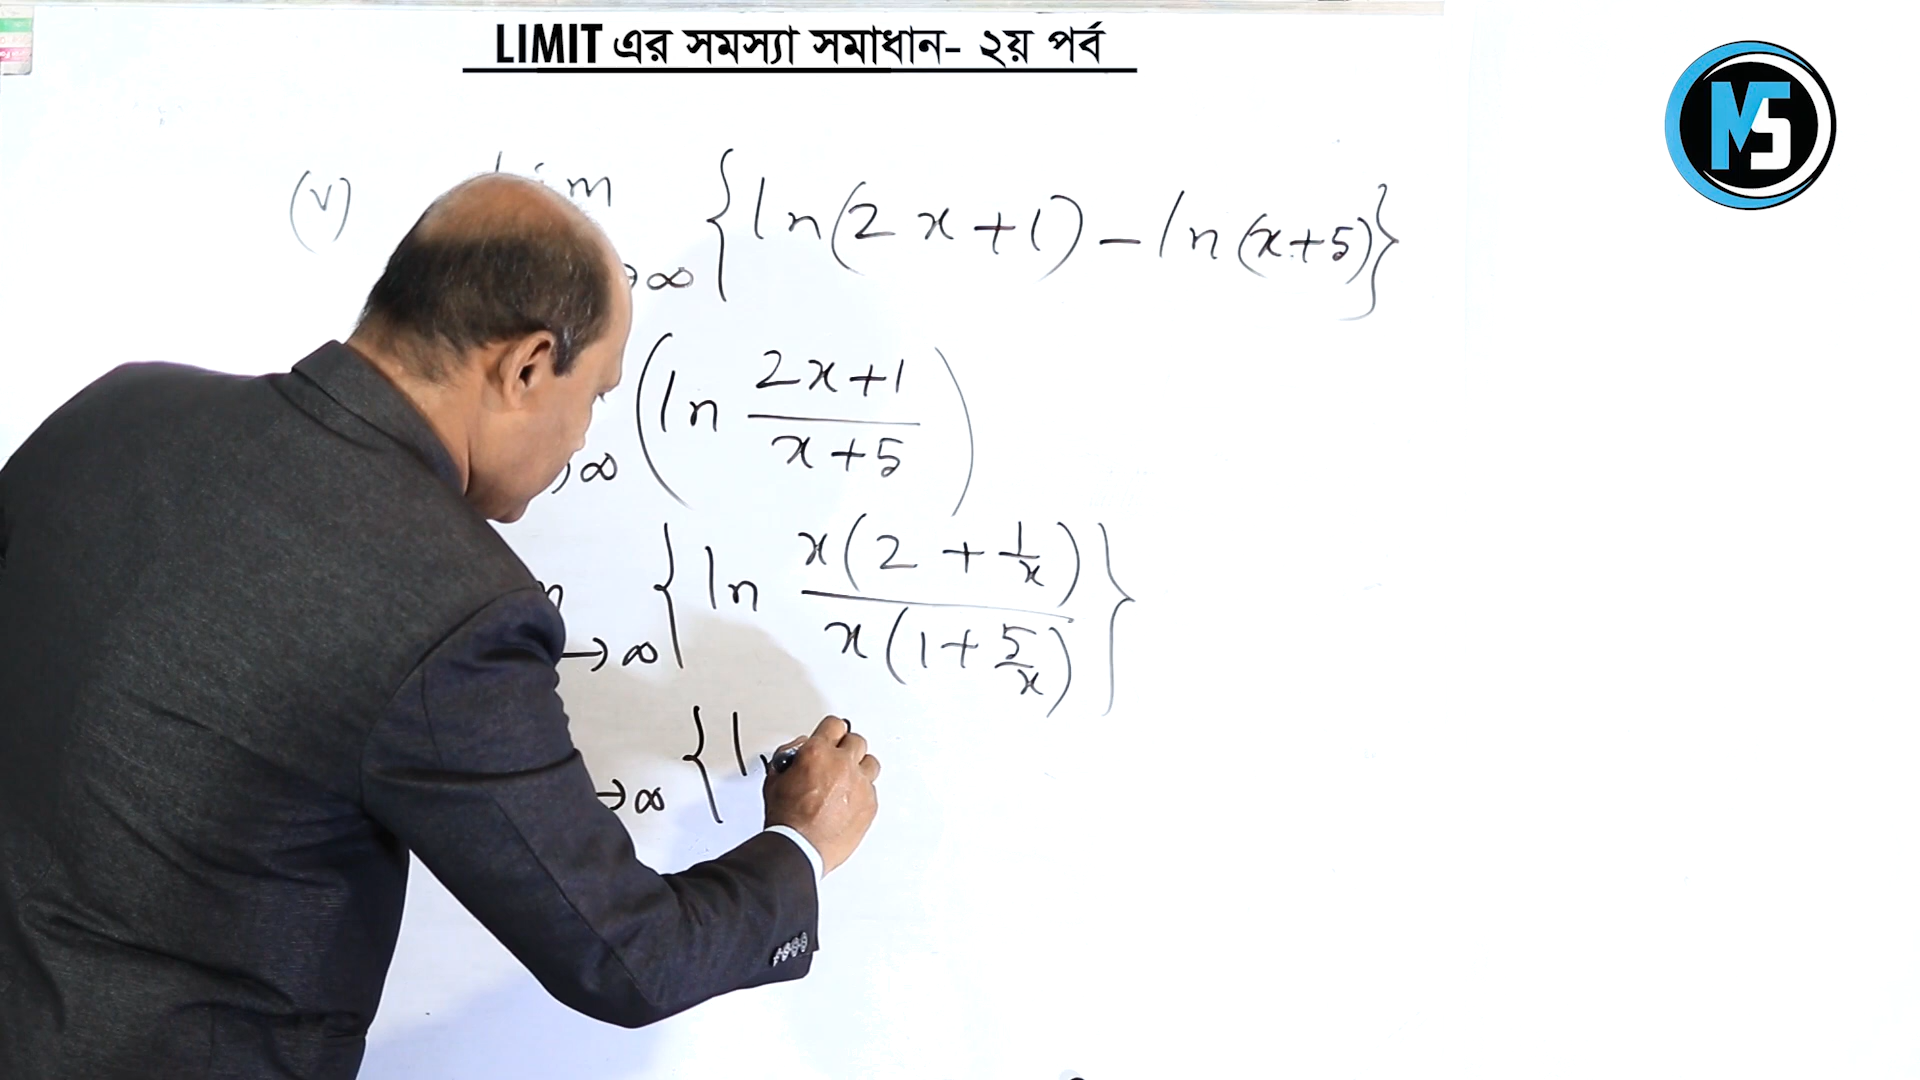 LIMIT এর সমস্যা সমাধান- ২য় পর্ব
MS
(v) lim →∞ {ln(2x+1)-ln(x+5)}
→∞ (ln (2x+1)/(x+5))
→∞ {ln x(2+1/x)/x(1+5/x)}
→∞ {ln